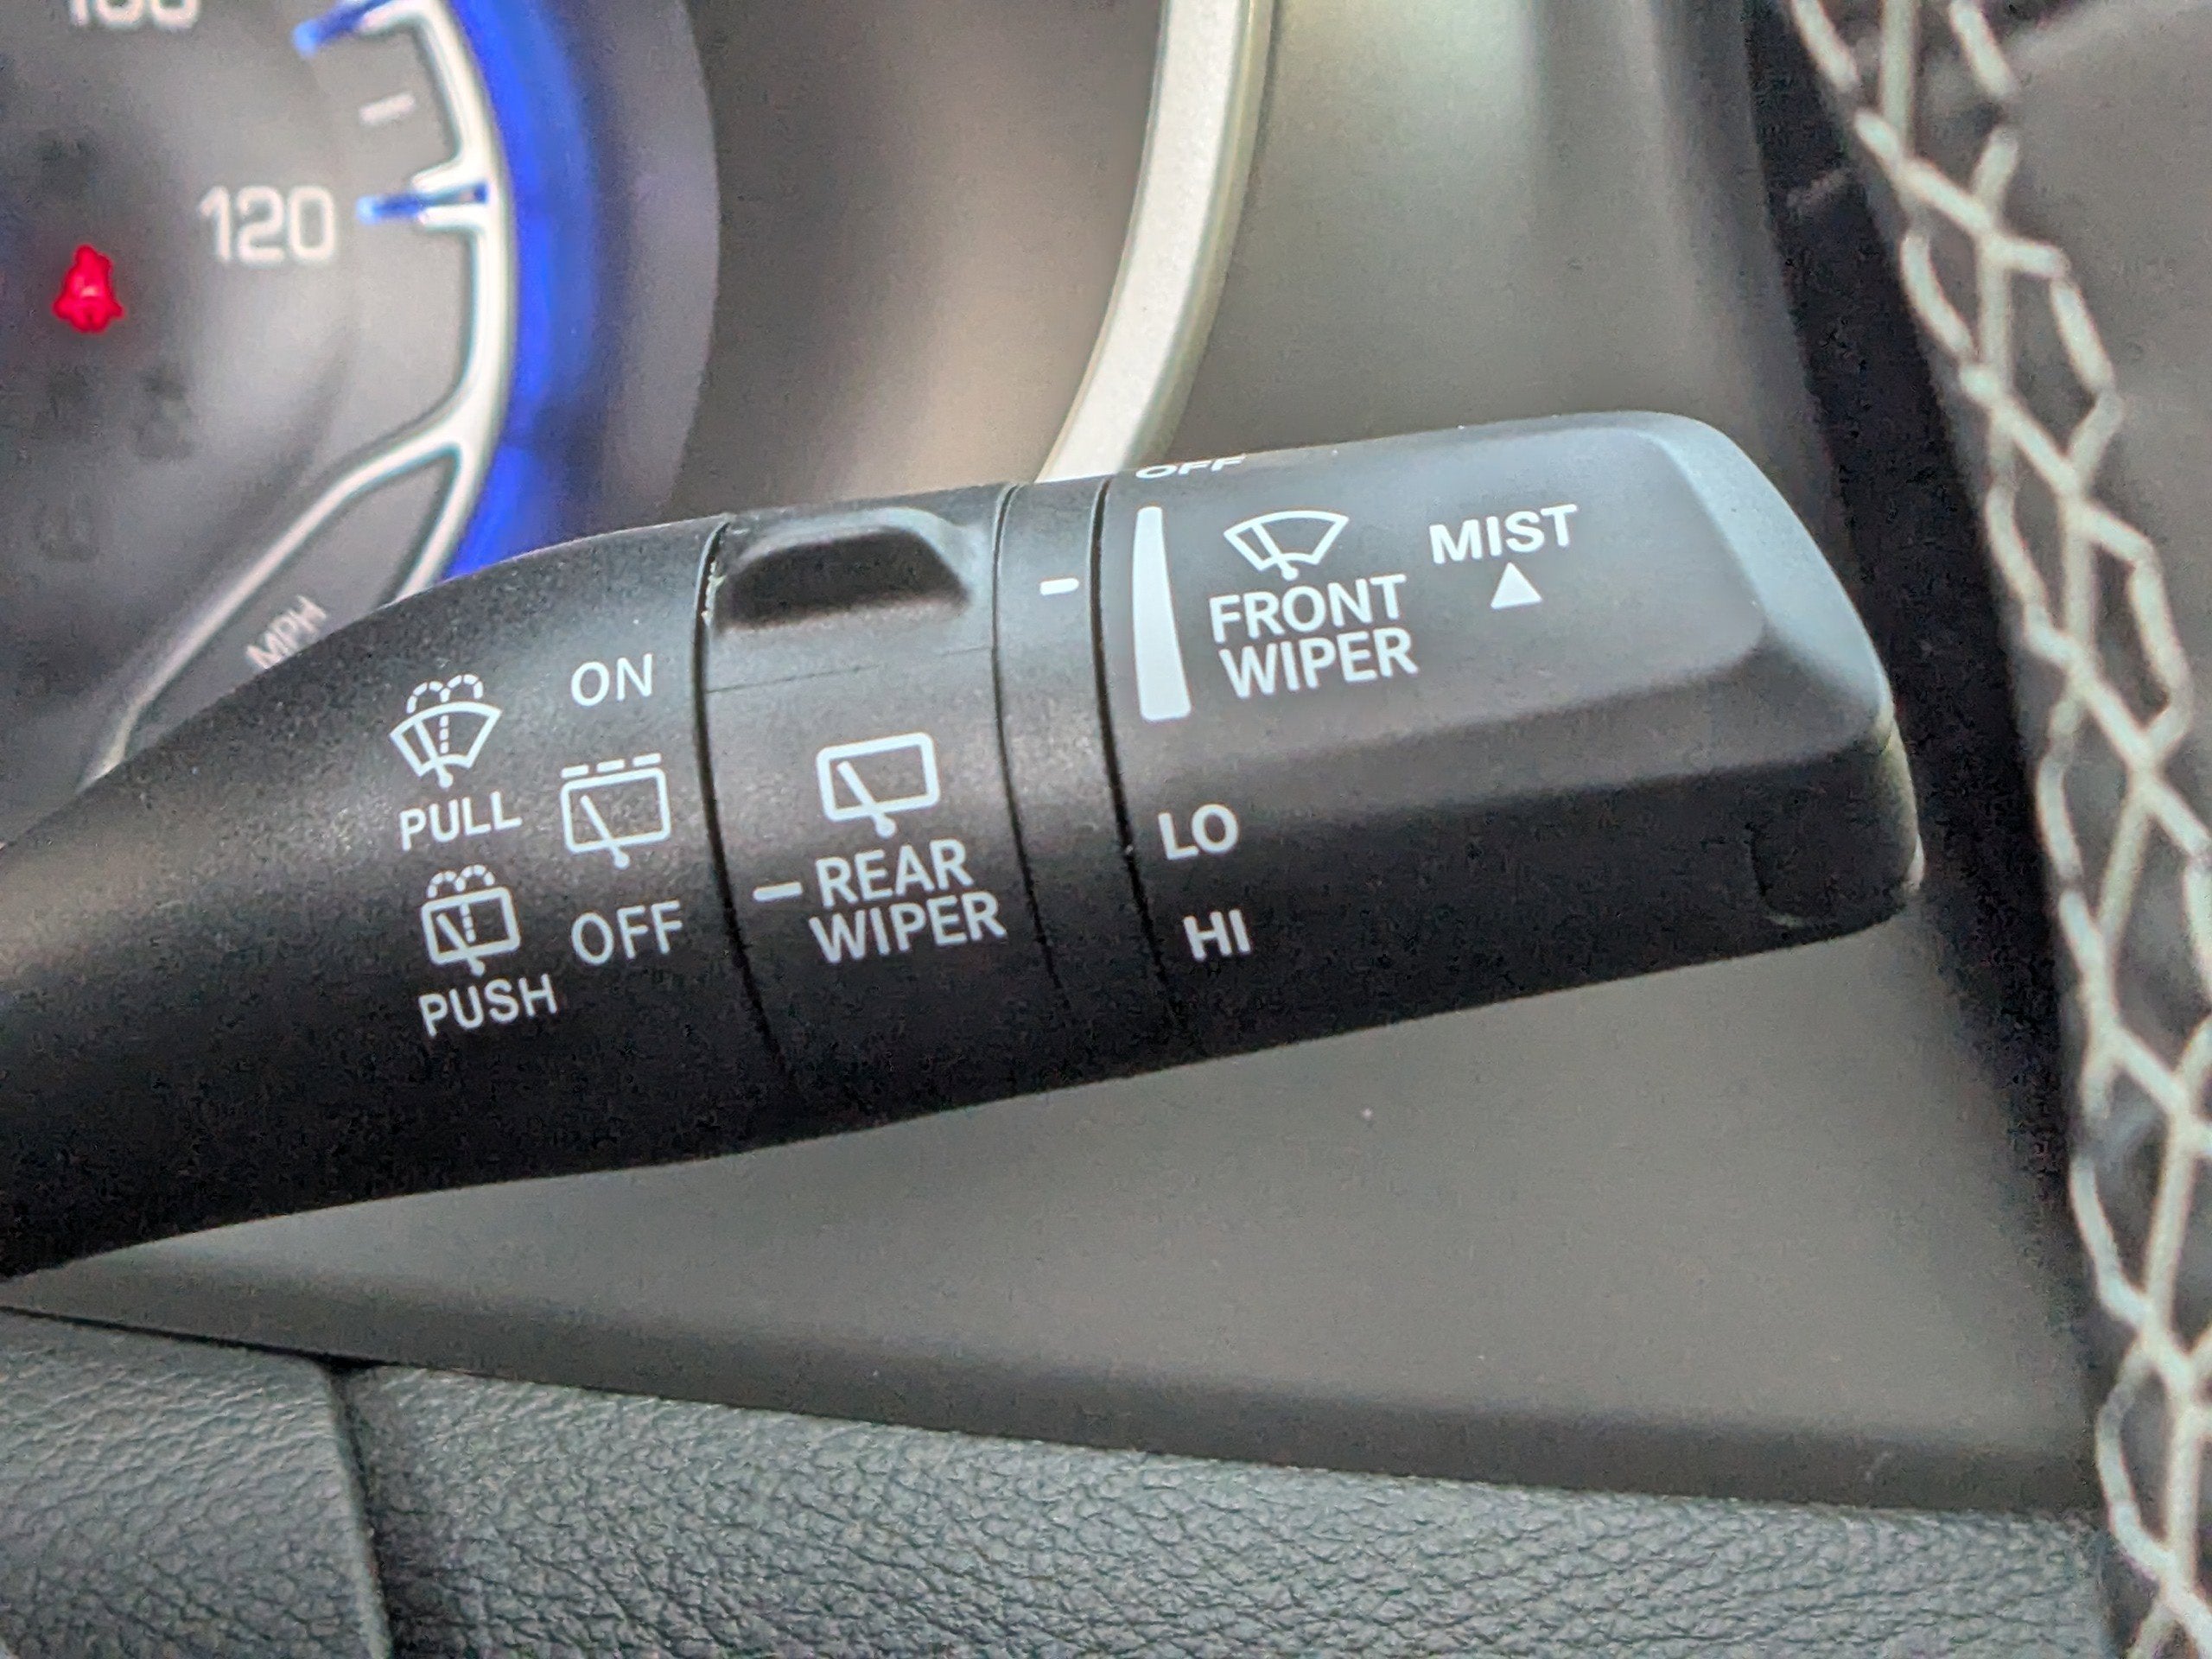 120
MPH
OFF
MIST
FRONT
WIPER
ON
PULL
LO
REAR
WIPER
OFF
HI
PUSH